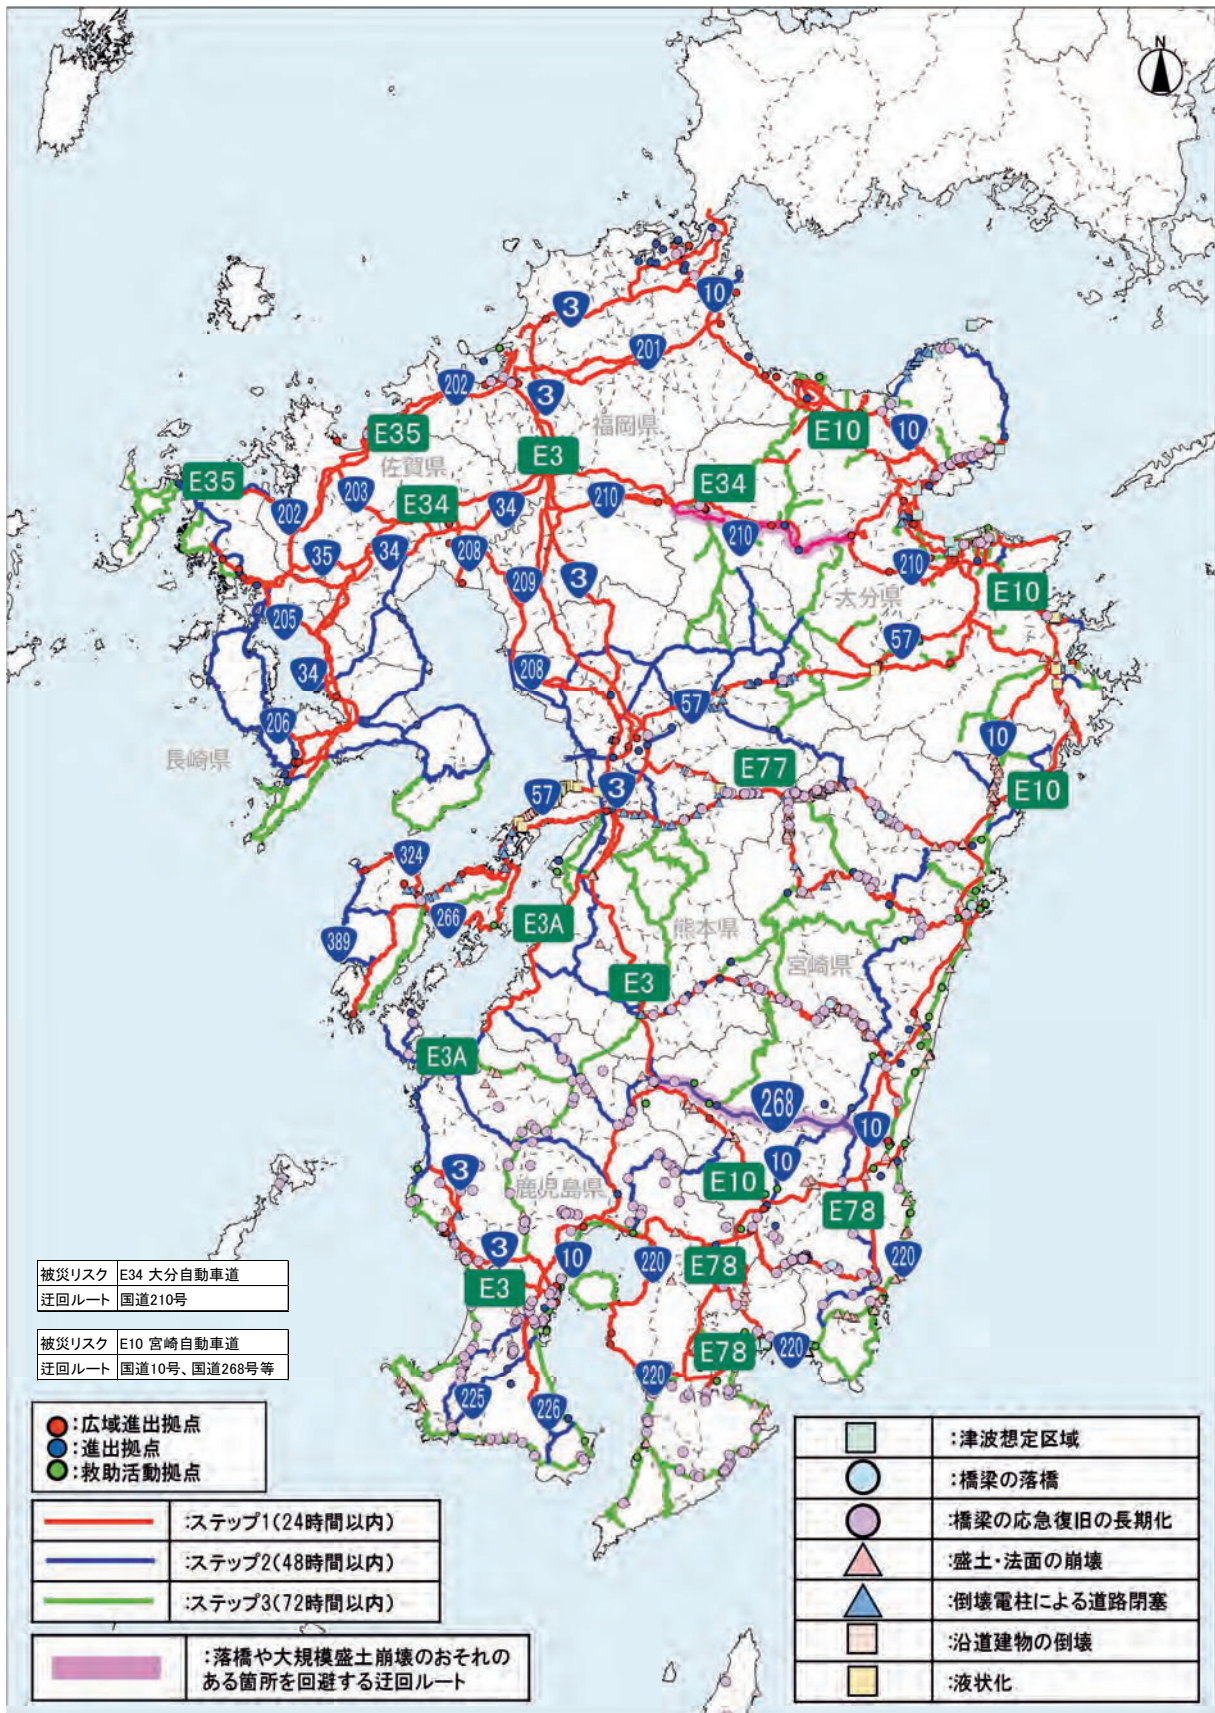 N
3
10
201
202
3
福岡県
E10
10
E35
E3
佐賀県
E35
203
E34
E34
202
34
210
210
35
34
208
210
209
3
大分県
E10
205
57
34
208
57
206
10
長崎県
E77
57
3
E10
324
266
E3A
熊本県
389
宮崎県
E3
E3A
268
10
3
10
E10
鹿児島県
E78
3
10
220
E78
220
E3
E78
220
220
225
226
被災リスク E34 大分自動車道
迂回ルート 国道210号
被災リスク E10 宮崎自動車道
迂回ルート 国道10号、国道268号等
:広域進出拠点
:進出拠点
:救助活動拠点
:ステップ1(24時間以内)
:ステップ2(48時間以内)
:ステップ3(72時間以内)
:落橋や大規模盛土崩壊のおそれの
ある箇所を回避する迂回ルート
:津波想定区域
:橋梁の落橋
:橋梁の応急復旧の長期化
:盛土・法面の崩壊
:倒壊電柱による道路閉塞
:沿道建物の倒壊
:液状化